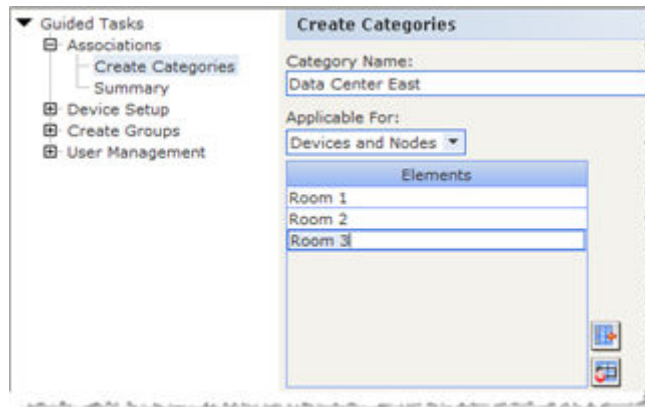 Guided Tasks
Associations
Create Categories
Summary
Device Setup
Create Groups
User Management
Create Categories
Category Name:
Data Center East
Applicable For:
Devices and Nodes
Elements
Room 1
Room 2
Room 3